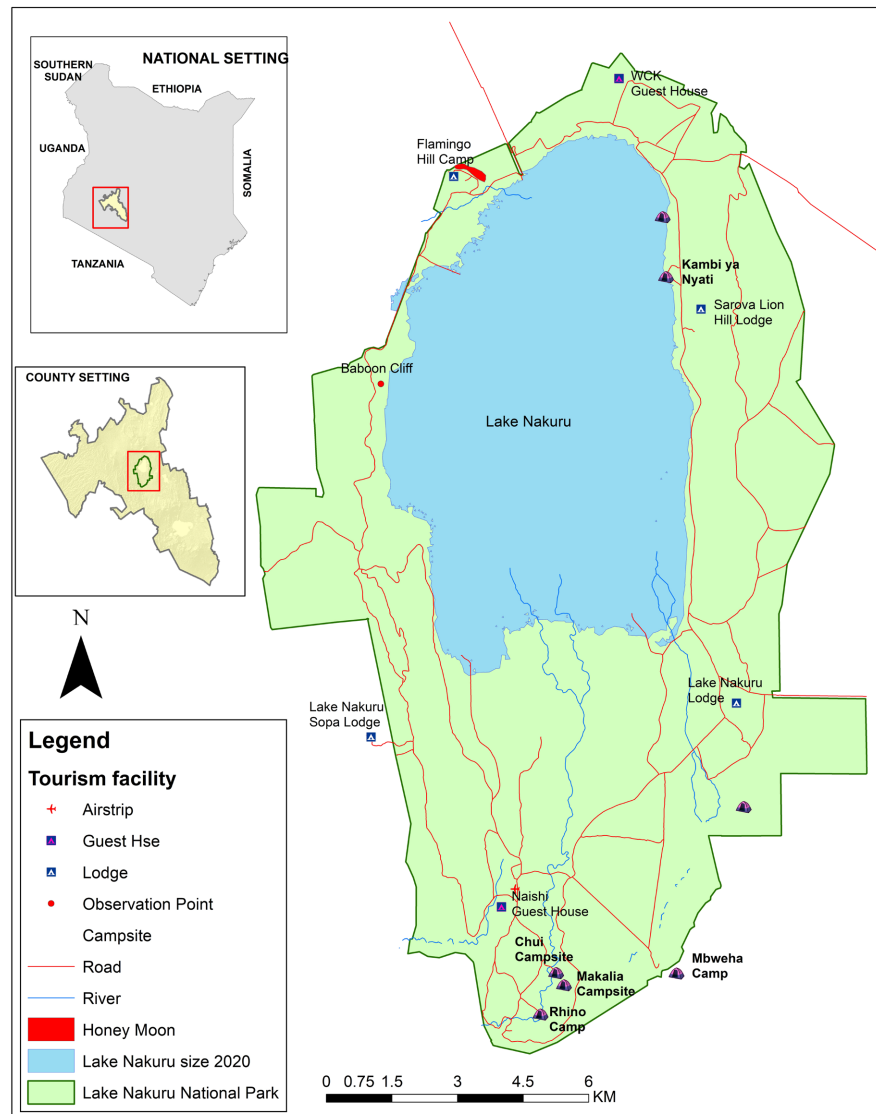 NATIONAL SETTING
SOUTHERN
SUDAN
ETHIOPIA
UGANDA
SOMALIA
TANZANIA
COUNTY SETTING
N
WCK
Guest House
Flamingo
Hill Camp
Kambi ya
Nyati
Sarova Lion
Hill Lodge
Baboon Cliff
Lake Nakuru
Lake Nakuru
Lodge
Lake Nakuru
Sopa Lodge
Naishi
Guest House
Chui
Campsite
Makalia
Campsite
Mbweha
Camp
Rhino
Camp
Legend
Tourism facility
Airstrip
Guest Hse
Lodge
Observation Point
Campsite
Road
River
Honey Moon
Lake Nakuru size 2020
Lake Nakuru National Park
0 0.75 1.5 3 4.5 6
KM